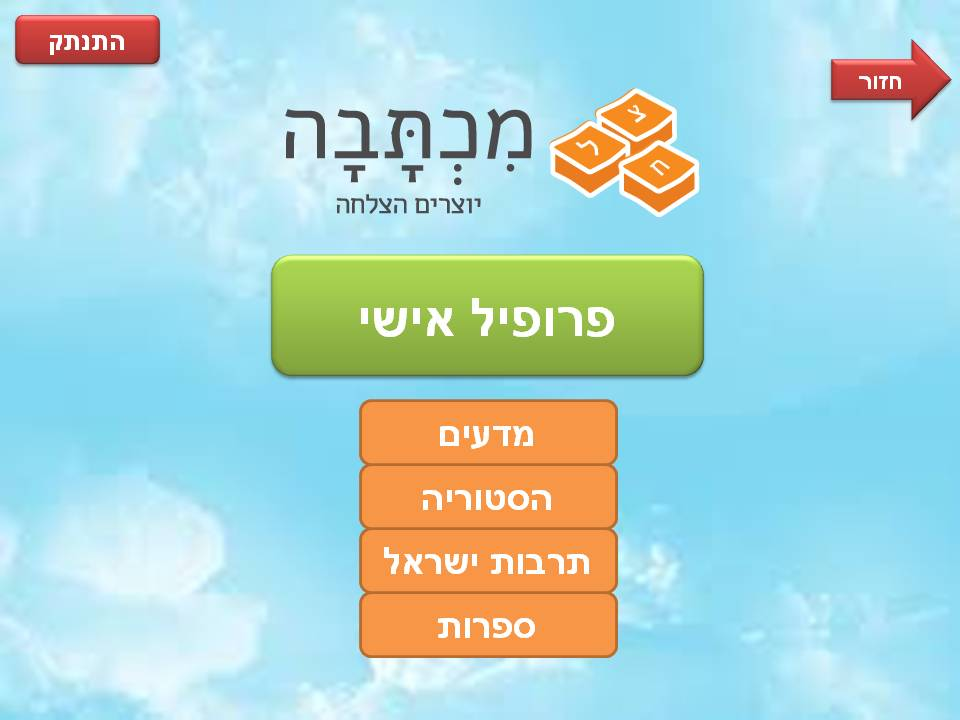 התנתק
חזור
מִכְתָּבָה
צ
ל
ח
יוצרים הצלחה
פרופיל אישי
מדעים
הסטוריה
תרבות ישראל
ספרות